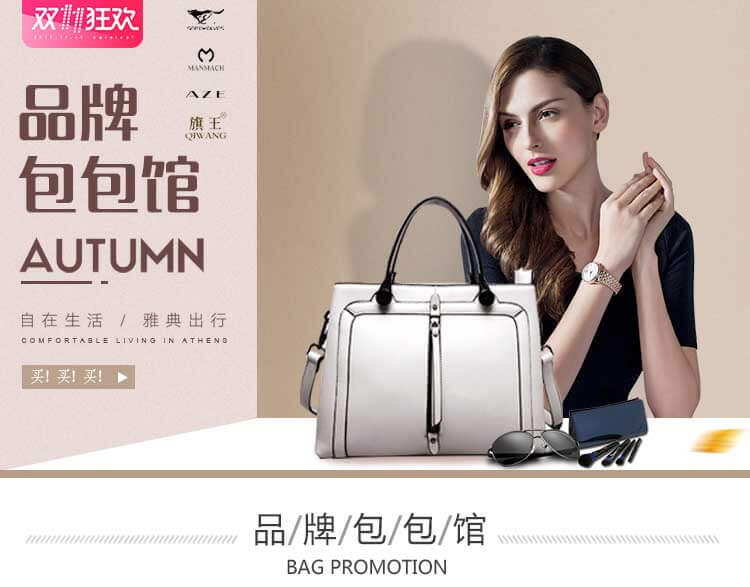 双11狂欢
SEPTWOLVES
MANMACH
AZE
旗王®
QIWANG
品牌
包包馆
AUTUMN
自在生活 / 雅典出行
COMFORTABLE LIVING IN ATHENS
买! 买! 买!
品/牌/包/包/馆
BAG PROMOTION